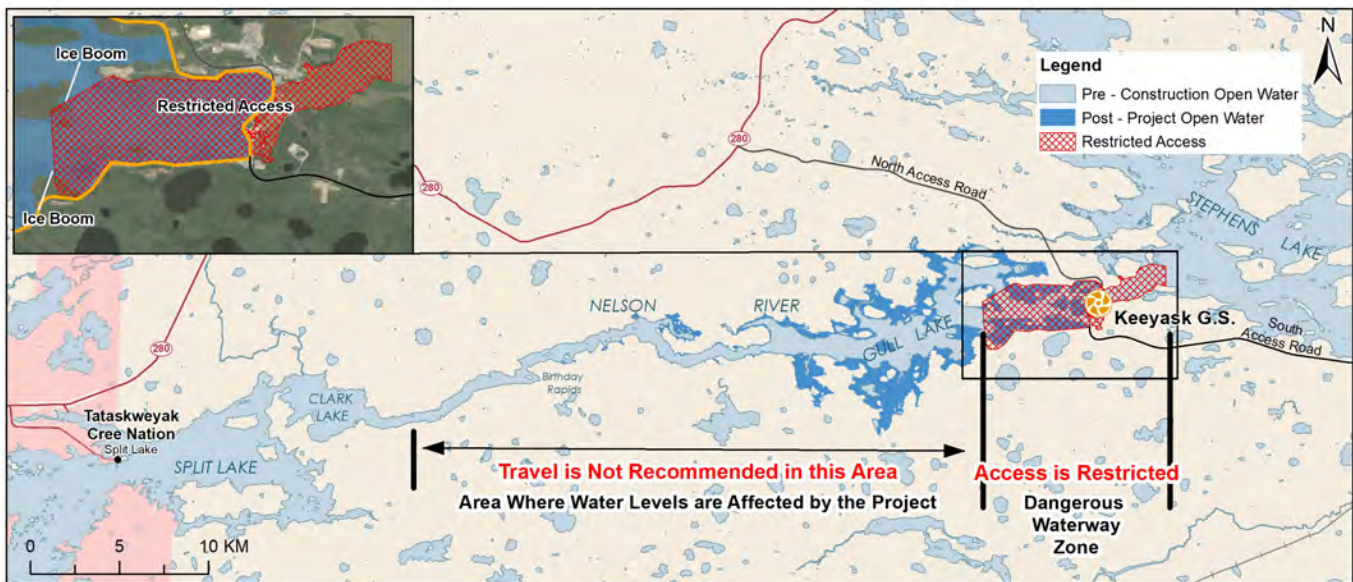 Ice Boom
Restricted Access
Ice Boom
N
Legend
Pre - Construction Open Water
Post - Project Open Water
Restricted Access
280
280
280
North Access Road
STEPHENS LAKE
NELSON RIVER
GULL LAKE
Keeyask G.S.
South
Access Road
Birthday
Rapids
CLARK
LAKE
Tataskweyak
Cree Nation
Split Lake
SPLIT LAKE
Travel is Not Recommended in this Area
Area Where Water Levels are Affected by the Project
Access is Restricted
Dangerous
Waterway
Zone
0 5 10 KM